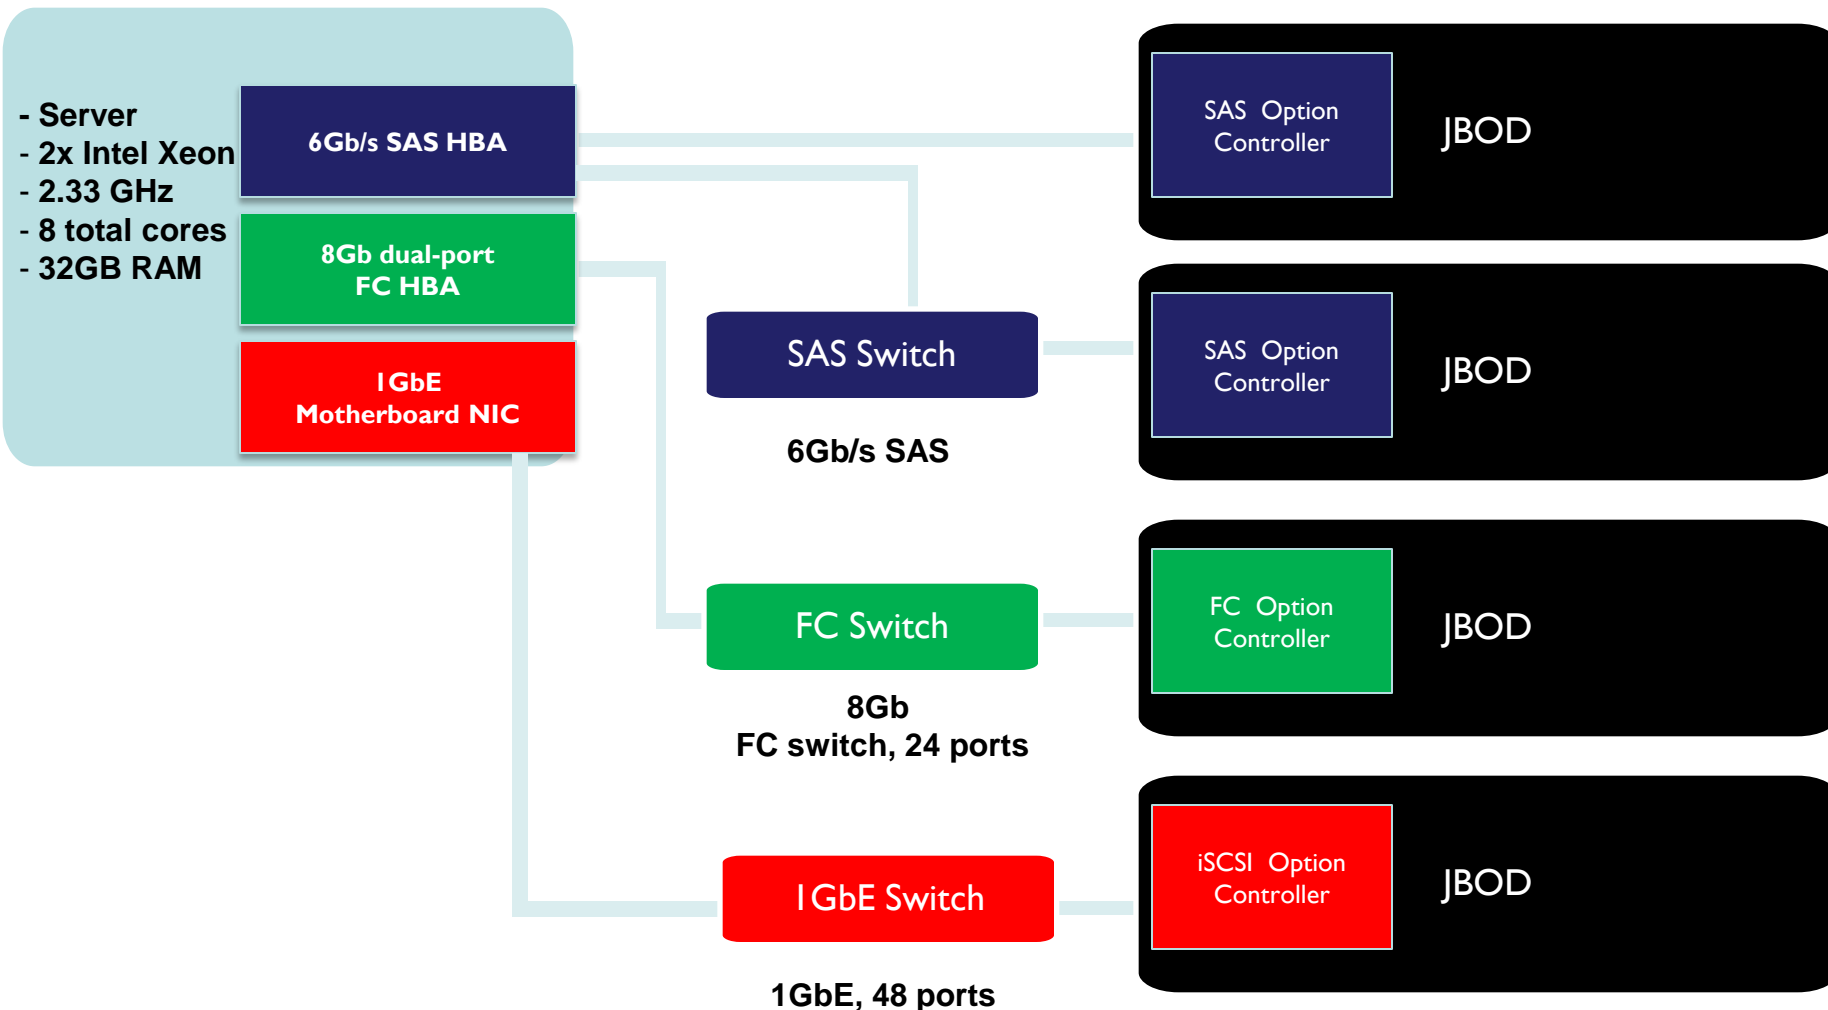 - Server
- 2x Intel Xeon
- 2.33 GHz
- 8 total cores
- 32GB RAM
6Gb/s SAS HBA
8Gb dual-port
FC HBA
1GbE
Motherboard NIC
SAS Switch
6Gb/s SAS
FC Switch
8Gb
FC switch, 24 ports
1GbE Switch
1GbE, 48 ports
SAS Option
Controller
JBOD
SAS Option
Controller
JBOD
FC Option
Controller
JBOD
iSCSI Option
Controller
JBOD